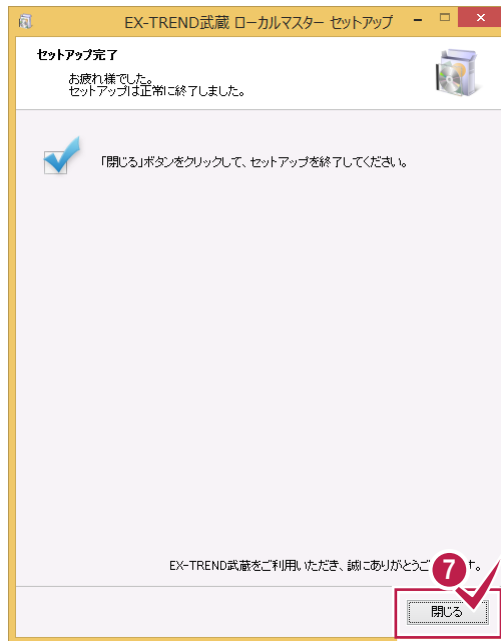 EX-TREND武蔵 ローカルマスター セットアップ
セットアップ完了
お疲れ様でした。
セットアップは正常に終了しました。
「閉じる」ボタンをクリックして、セットアップを終了してください。
EX-TREND武蔵をご利用いただき、誠にありがとうご
す。
7
閉じる